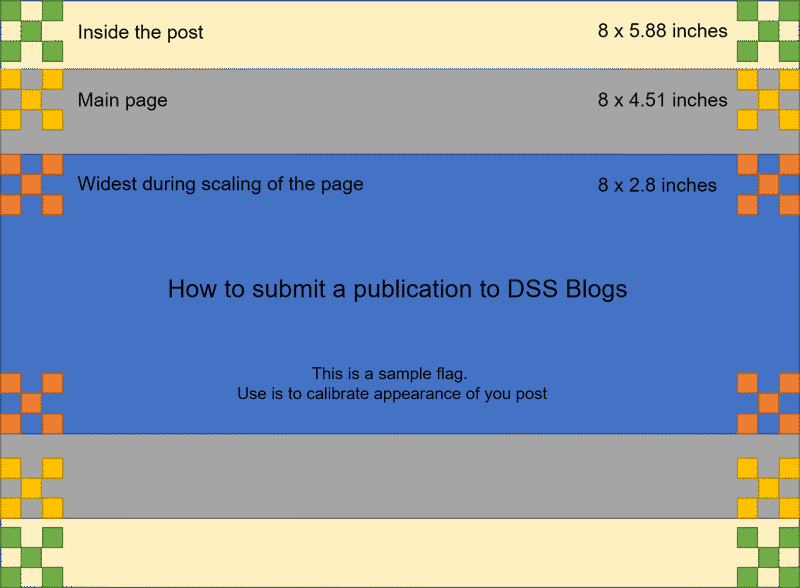 Inside the post 8 x 5.88 inches
Main page 8 x 4.51 inches
Widest during scaling of the page 8 x 2.8 inches
How to submit a publication to DSS Blogs
This is a sample flag.
Use is to calibrate appearance of you post